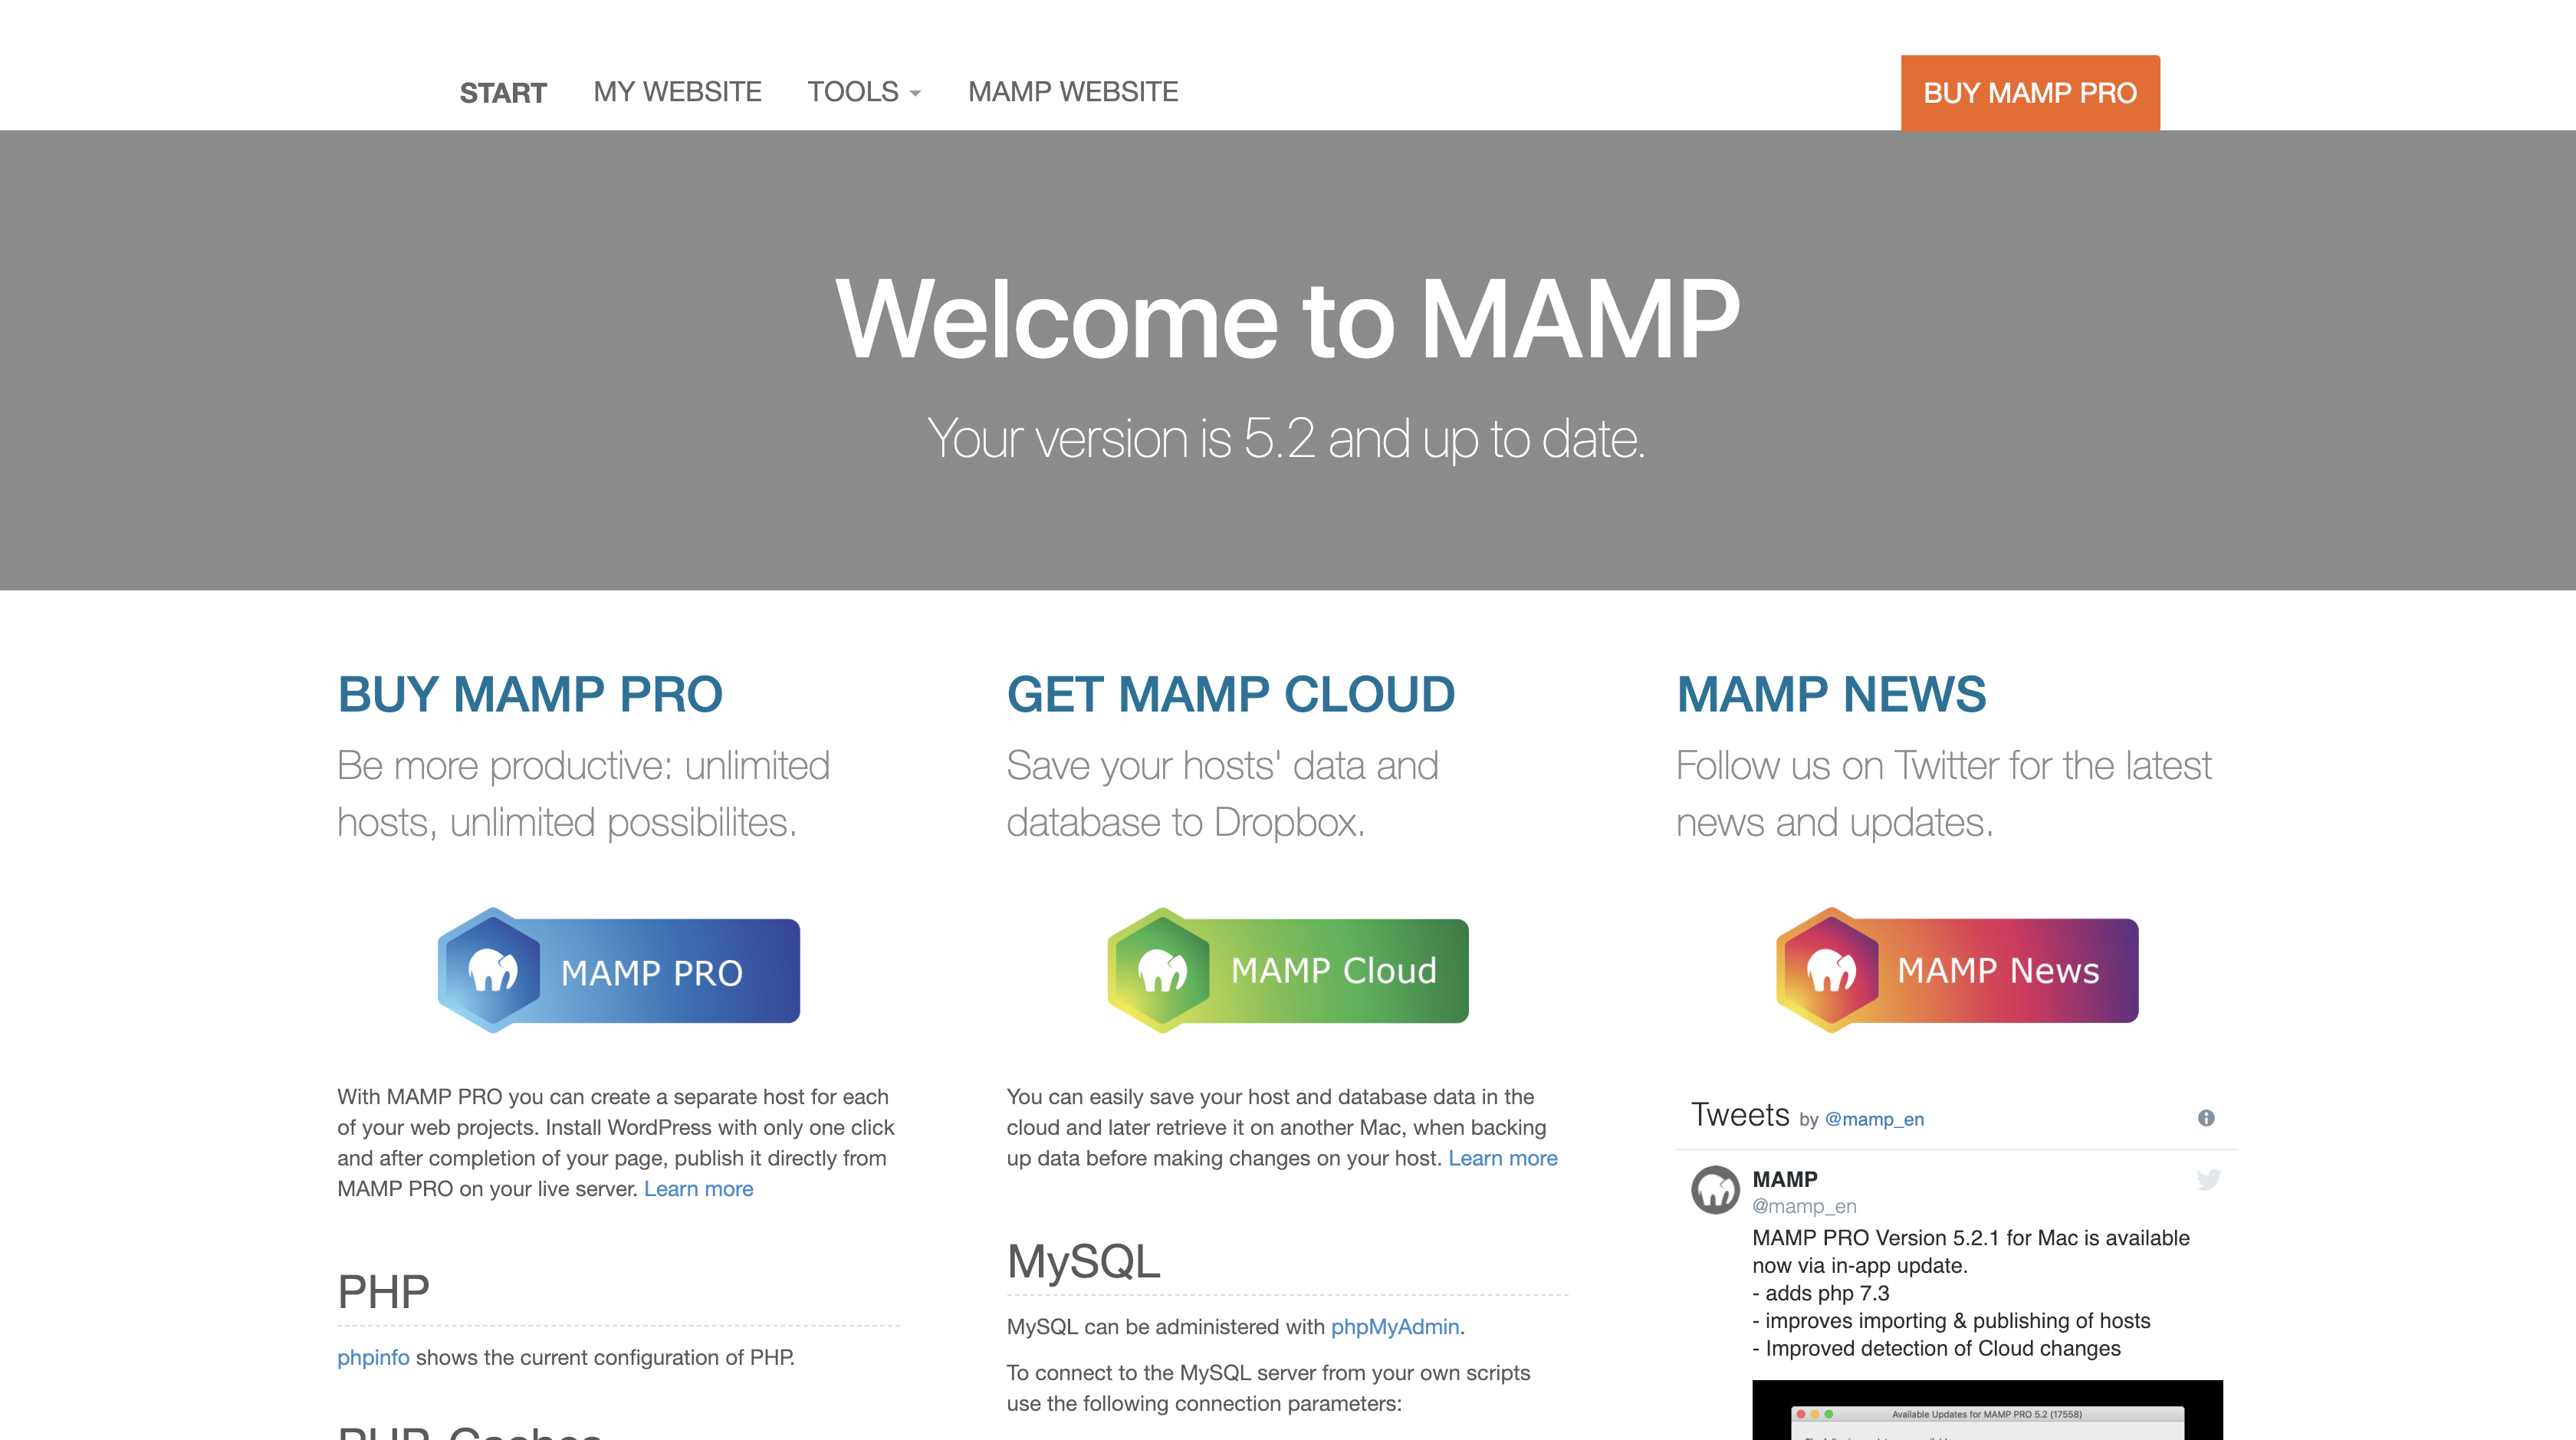 START
MY WEBSITE
TOOLS
MAMP WEBSITE
BUY MAMP PRO
Welcome to MAMP
Your version is 5.2 and up to date.
BUY MAMP PRO
Be more productive: unlimited
hosts, unlimited possibilites.
MAMP PRO
With MAMP PRO you can create a separate host for each
of your web projects. Install WordPress with only one click
and after completion of your page, publish it directly from
MAMP PRO on your live server. Learn more
PHP
phpinfo shows the current configuration of PHP.
PHP-Caches
GET MAMP CLOUD
Save your hosts' data and
database to Dropbox.
MAMP Cloud
You can easily save your host and database data in the
cloud and later retrieve it on another Mac, when backing
up data before making changes on your host. Learn more
MySQL
MySQL can be administered with phpMyAdmin.
To connect to the MySQL server from your own scripts
use the following connection parameters:
MAMP NEWS
Follow us on Twitter for the latest
news and updates.
MAMP News
Tweets by @mamp_en
MAMP
@mamp_en
MAMP PRO Version 5.2.1 for Mac is available
now via in-app update.
- adds php 7.3
- improves importing & publishing of hosts
- Improved detection of Cloud changes
Available Updates for MAMP PRO 5.2 (17558)